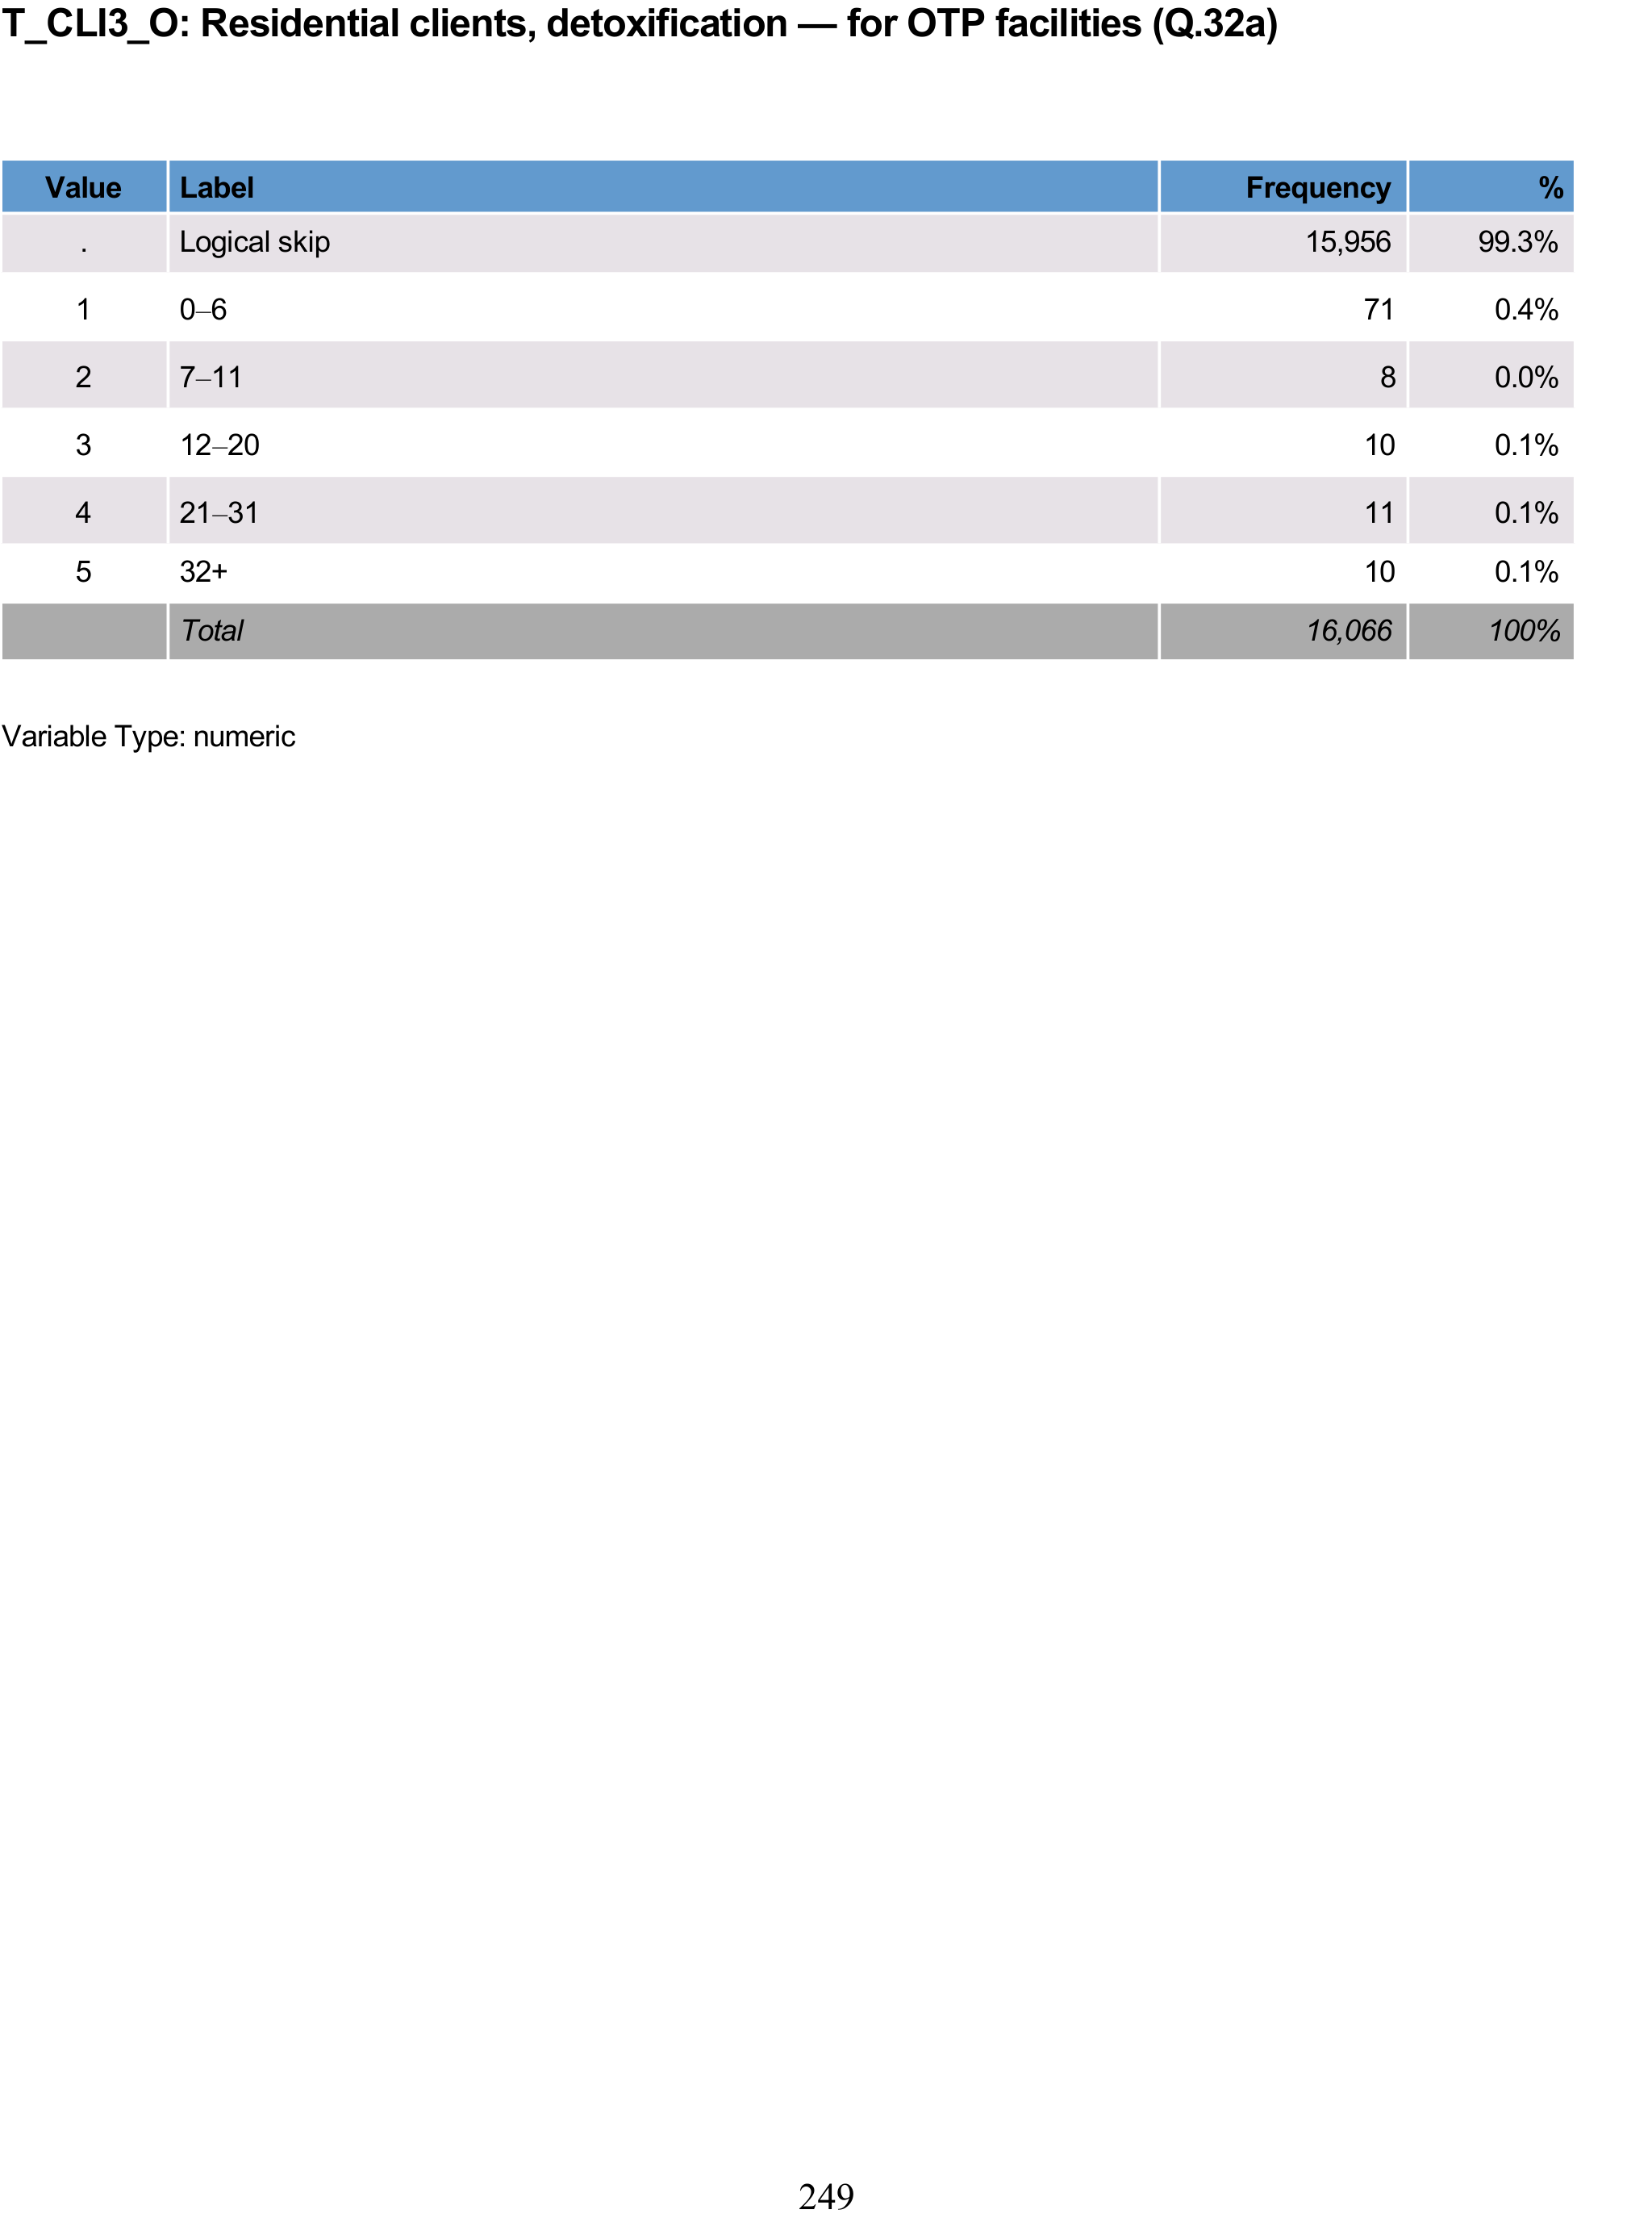 T_CLI3_O: Residential clients, detoxification — for OTP facilities (Q.32a)
Value Label Frequency %
. Logical skip 15,956 99.3%
1 0–6 71 0.4%
2 7–11 8 0.0%
3 12–20 10 0.1%
4 21–31 11 0.1%
5 32+ 10 0.1%
Total 16,066 100%
Variable Type: numeric
249